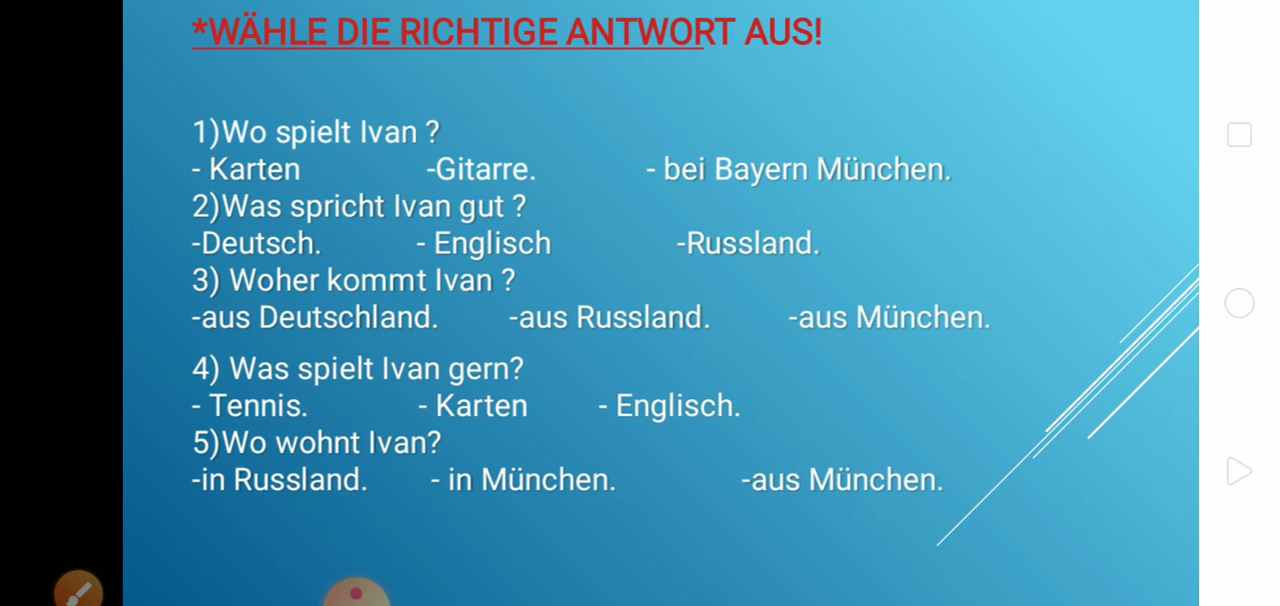 *WÄHLE DIE RICHTIGE ANTWORT AUS!
1)Wo spielt Ivan ?
- Karten -Gitarre. - bei Bayern München.
2)Was spricht Ivan gut ?
-Deutsch. - Englisch -Russland.
3) Woher kommt Ivan ?
-aus Deutschland. -aus Russland. -aus München.
4) Was spielt Ivan gern?
- Tennis. - Karten - Englisch.
5)Wo wohnt Ivan?
-in Russland. - in München. -aus München.